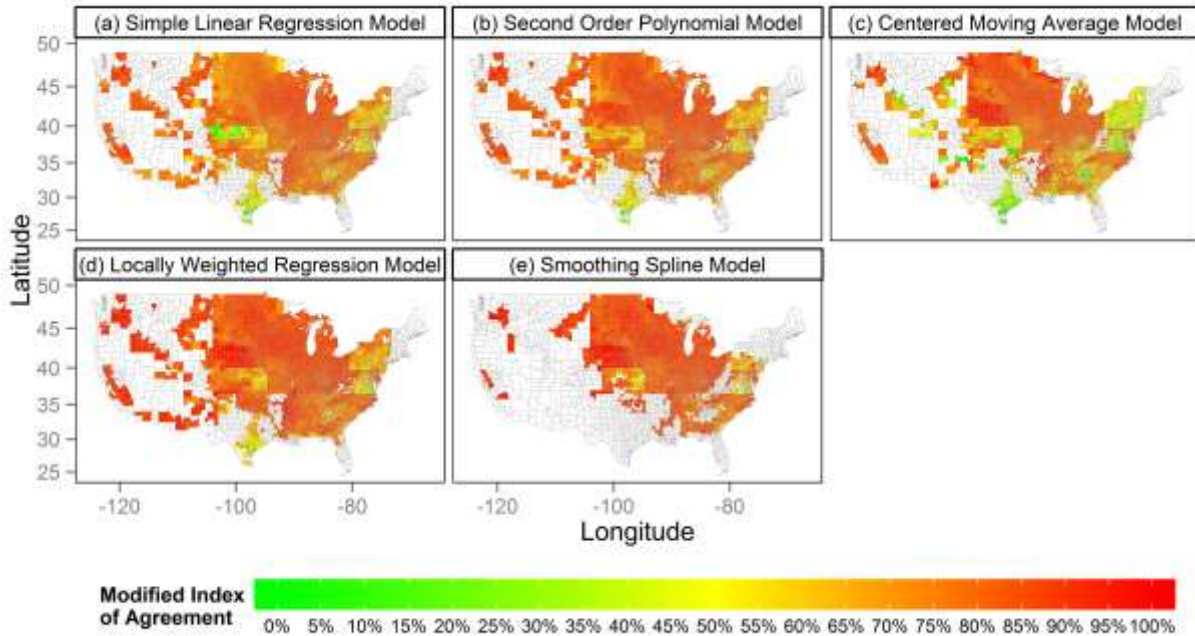 (a) Simple Linear Regression Model
(b) Second Order Polynomial Model
(c) Centered Moving Average Model
50
45
40
35
30
25
(d) Locally Weighted Regression Model
(e) Smoothing Spline Model
Latitude
50
45
40
35
30
25
-120
-100
-80
-120
-100
-80
Longitude
Modified Index
of Agreement
0% 5% 10% 15% 20% 25% 30% 35% 40% 45% 50% 55% 60% 65% 70% 75% 80% 85% 90% 95% 100%